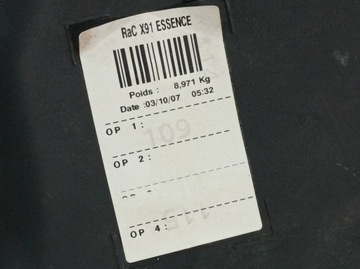 RaC X91 ESSENCE
Poids : 8,971 Kg
Date :03/10/07 05:32
OP 1 :
109
OP 2 :
OP 4 :